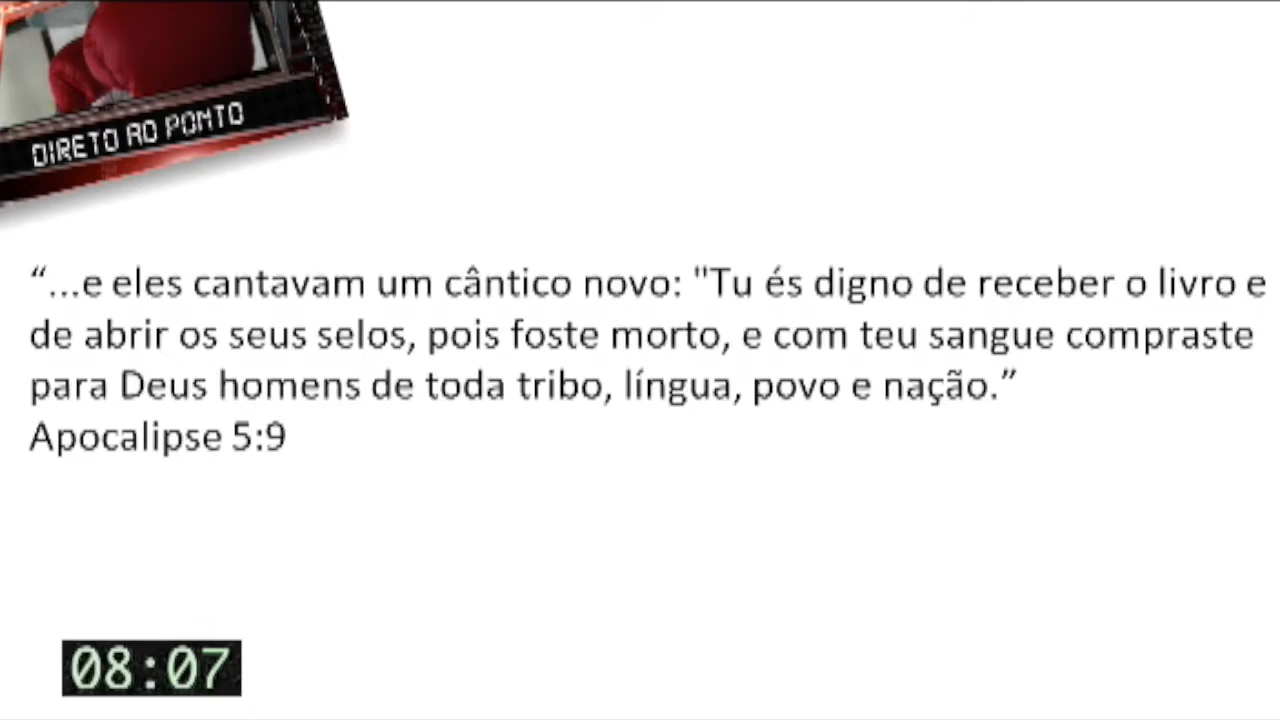 DIRETO AO PONTO
“...e eles cantavam um cântico novo: "Tu és digno de receber o livro e
de abrir os seus selos, pois foste morto, e com teu sangue compraste
para Deus homens de toda tribo, língua, povo e nação.”
Apocalipse 5:9
08:07